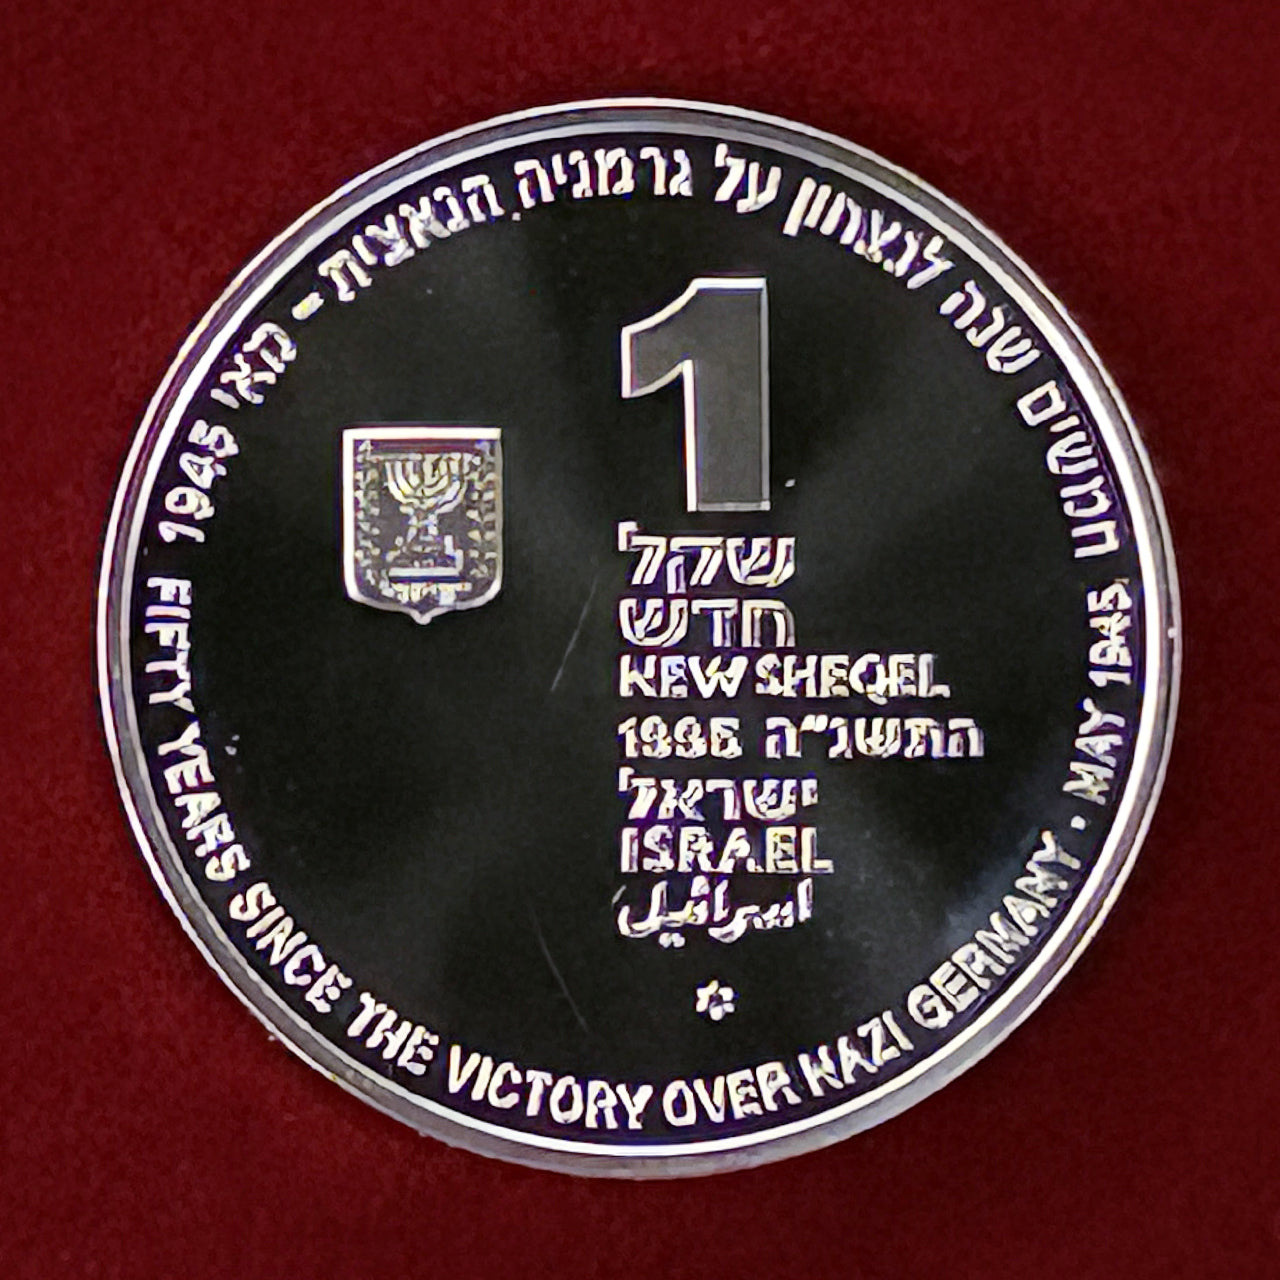 חמושים שנה לנצחון על גרמניה הנאצית - מאי 1945
1
שקל
חדש
NEW SHEQEL
1995 התשנ"ה
ישראל
ISRAEL
اسرائيل
FIFTY YEARS SINCE THE VICTORY OVER NAZI GERMANY · MAY 1945